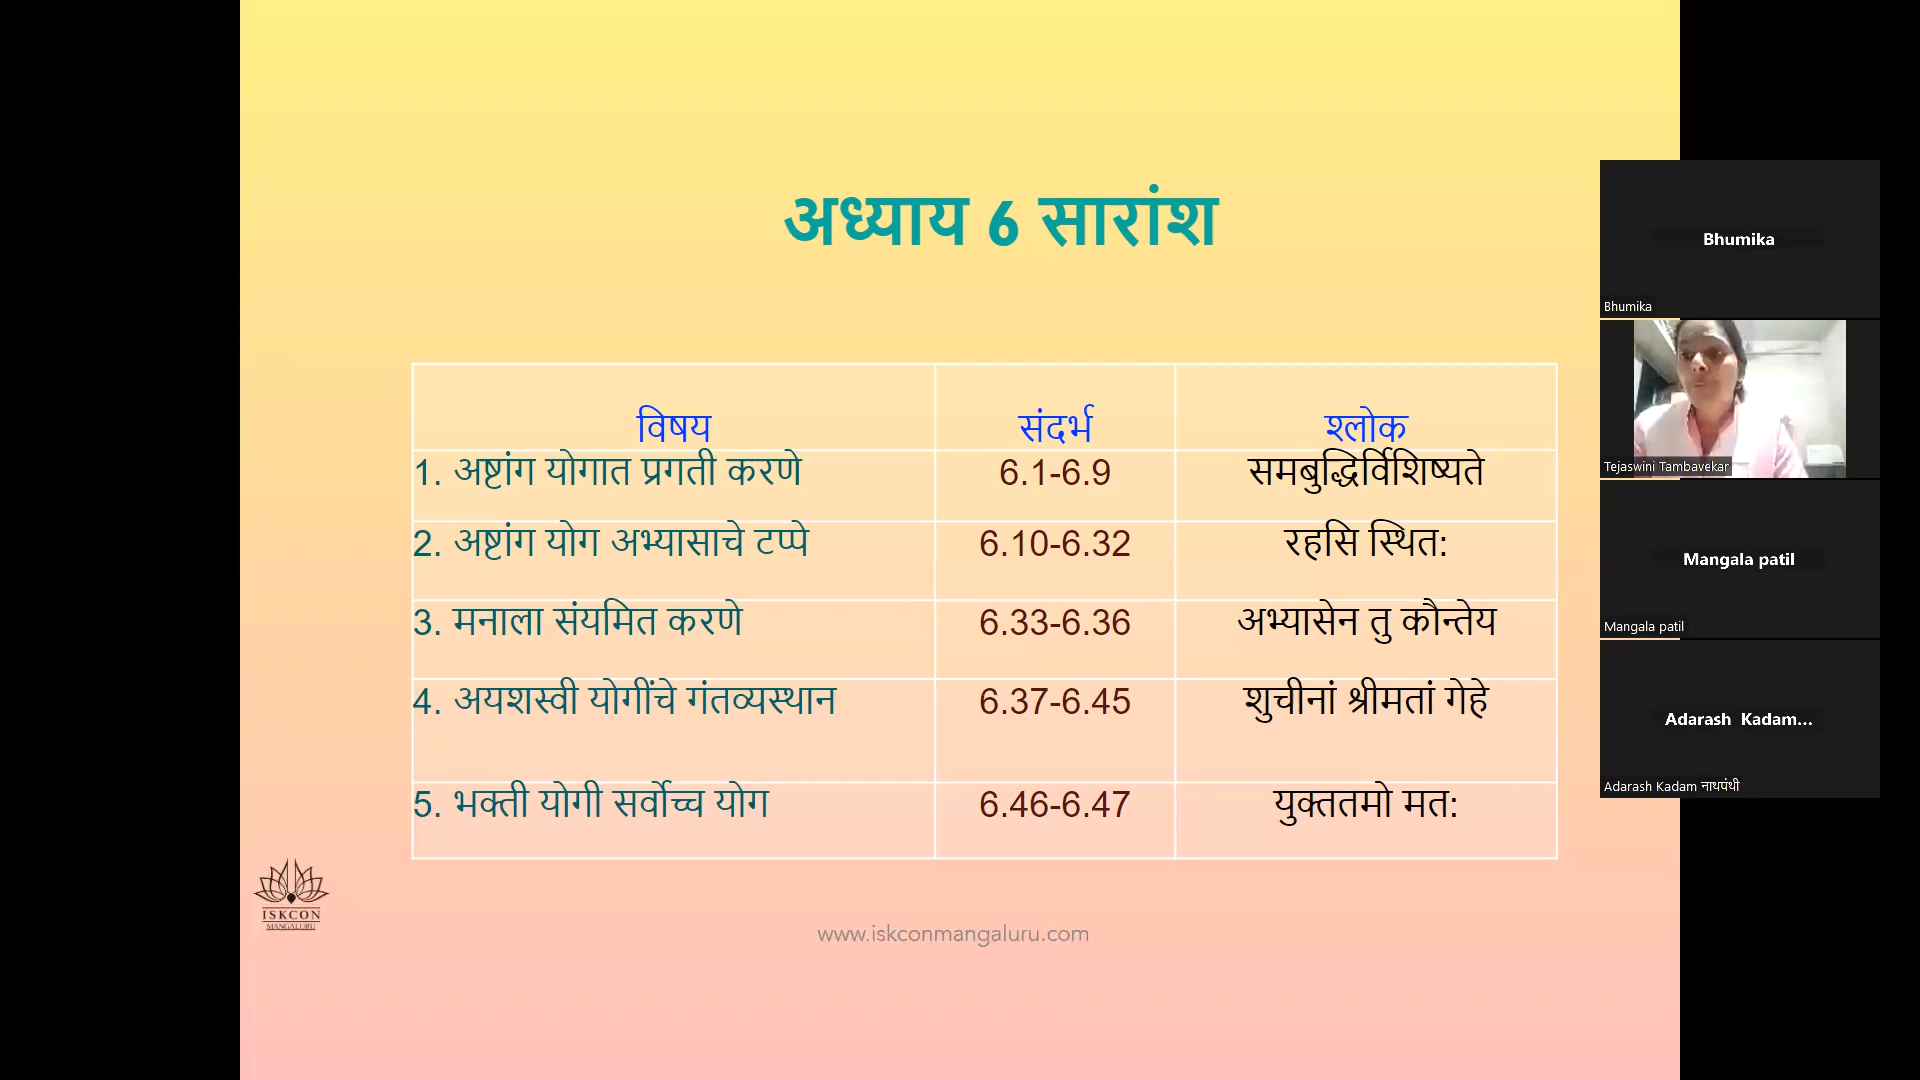 अध्याय 6 सारांश
विषय संदर्भ श्लोक
1. अष्टांग योगात प्रगती करणे 6.1-6.9 समबुद्धिर्विशिष्यते
2. अष्टांग योग अभ्यासाचे टप्पे 6.10-6.32 रहसि स्थित:
3. मनाला संयमित करणे 6.33-6.36 अभ्यासेन तु कौन्तेय
4. अयशस्वी योगींचे गंतव्यस्थान 6.37-6.45 शुचीनां श्रीमतां गेहे
5. भक्ती योगी सर्वोच्च योग 6.46-6.47 युक्ततमो मत:
ISKCON
MANGALURU
www.iskconmangaluru.com
Bhumika
Bhumika
Tejaswini Tambavekar
Mangala patil
Mangala patil
Adarash Kadam...
Adarash Kadam नाथपंथी